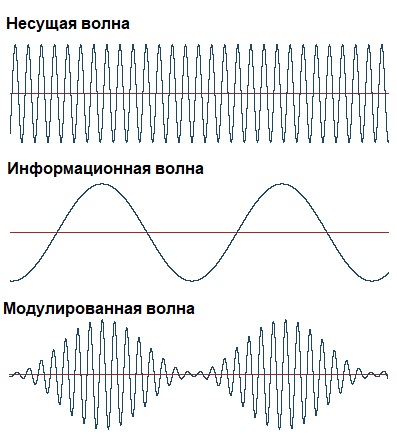 Несущая волна
Информационная волна
Модулированная волна